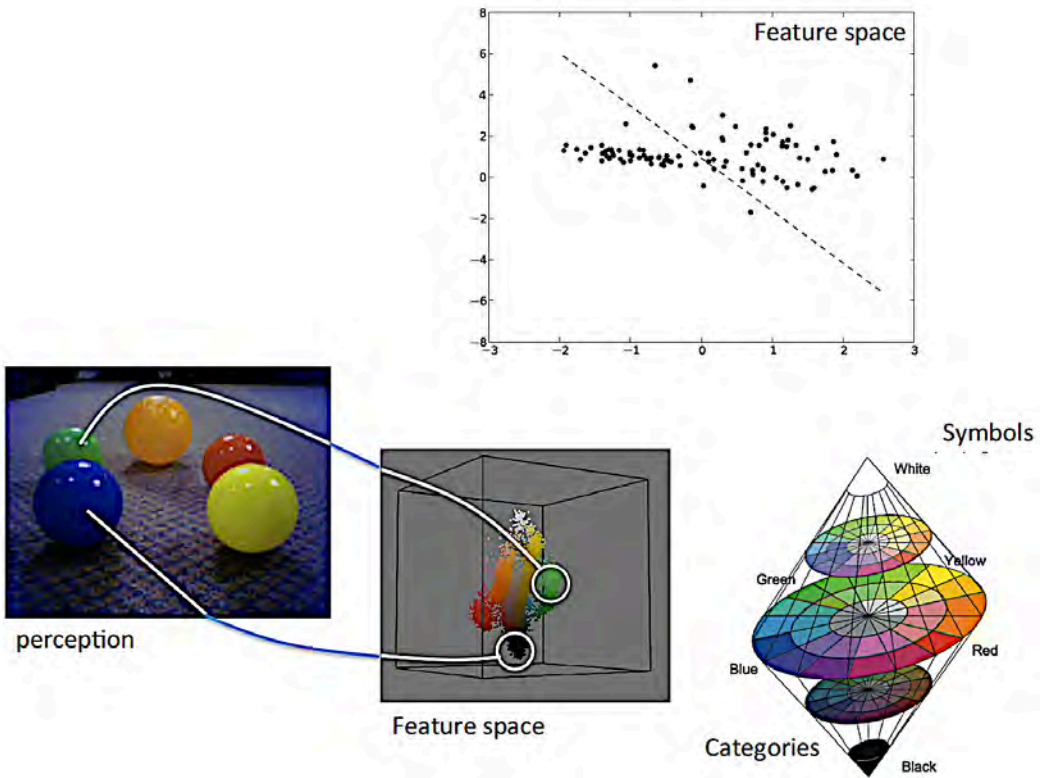 8
Feature space
6
4
2
0
−2
−4
−6
−8
−3
−2
−1
0
1
2
3
perception
Feature space
Symbols
White
Yellow
Green
Red
Blue
Categories
Black